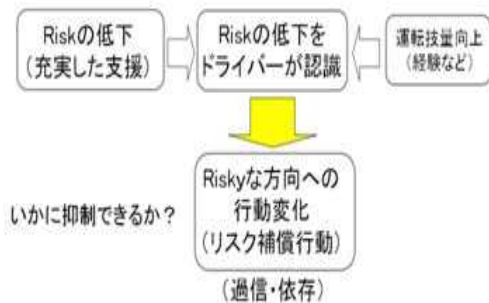 Riskの低下
(充実した支援)
Riskの低下を
ドライバーが認識
運転技量向上
(経験など)
Riskyな方向への
行動変化
(リスク補償行動)
いかに抑制できるか？
(過信・依存)